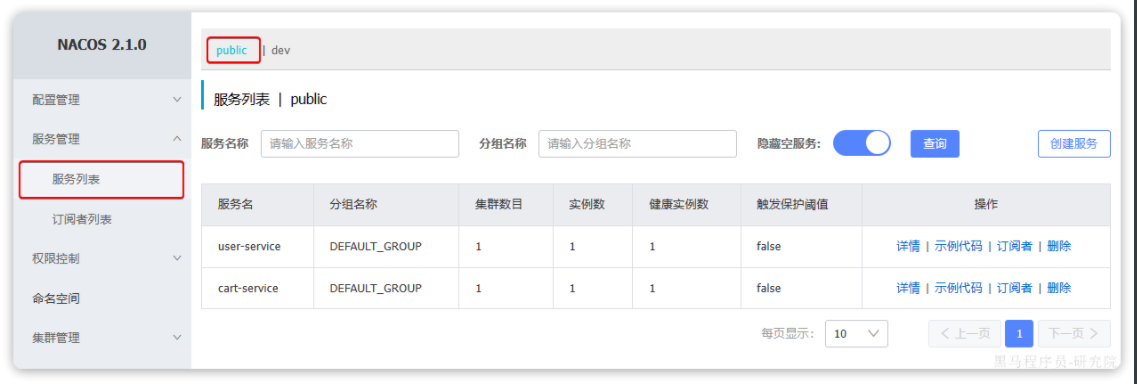 NACOS 2.1.0
public | dev
配置管理
服务管理
服务列表
订阅者列表
权限控制
命名空间
集群管理
服务列表 | public
服务名称 请输入服务名称 分组名称 请输入分组名称 隐藏空服务: 查询 创建服务
服务名 分组名称 集群数目 实例数 健康实例数 触发保护阈值 操作
user-service DEFAULT_GROUP 1 1 1 false 详情 | 示例代码 | 订阅者 | 删除
cart-service DEFAULT_GROUP 1 1 1 false 详情 | 示例代码 | 订阅者 | 删除
每页显示: 10 上一页 1 下一页
黑马程序员-研究院